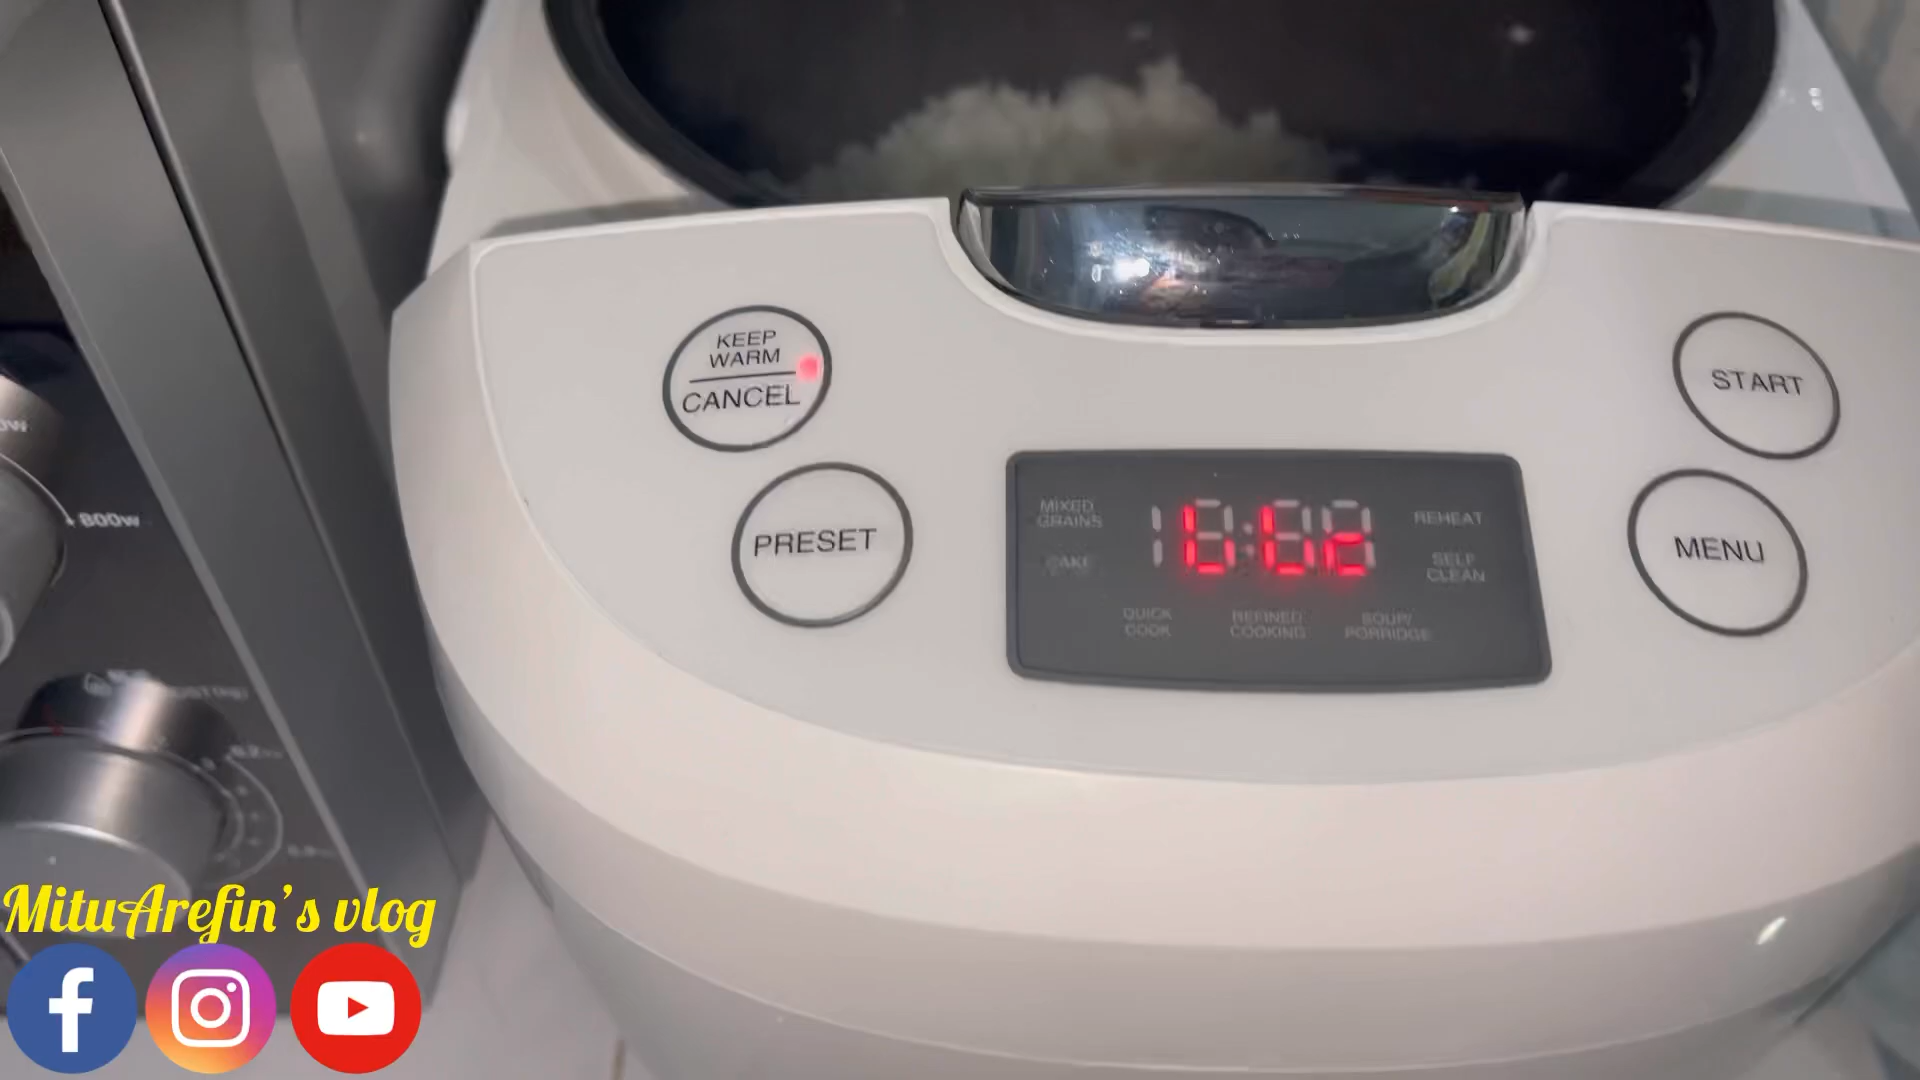 KEEP
WARM
CANCEL
START
PRESET
MENU
MIXED
GRAINS
CAKE
REHEAT
SELF
CLEAN
QUICK
COOK
REFINED
COOKING
SOUP/
PORRIDGE
800W
MituArefin's vlog